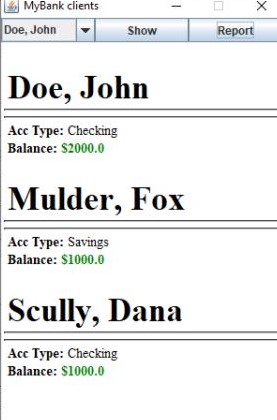 MyBank clients
Doe, John Show Report
Doe, John
Acc Type: Checking
Balance: $2000.0
Mulder, Fox
Acc Type: Savings
Balance: $1000.0
Scully, Dana
Acc Type: Checking
Balance: $1000.0